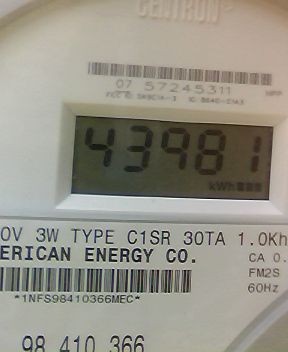 CENTRON
07 57245311
43981
kWh
0V 3W TYPE C1SR 30TA 1.0Kh
ERICAN ENERGY CO.
CA 0.
FM2S
60Hz
*1NFS98410366MEC*
98 410 366